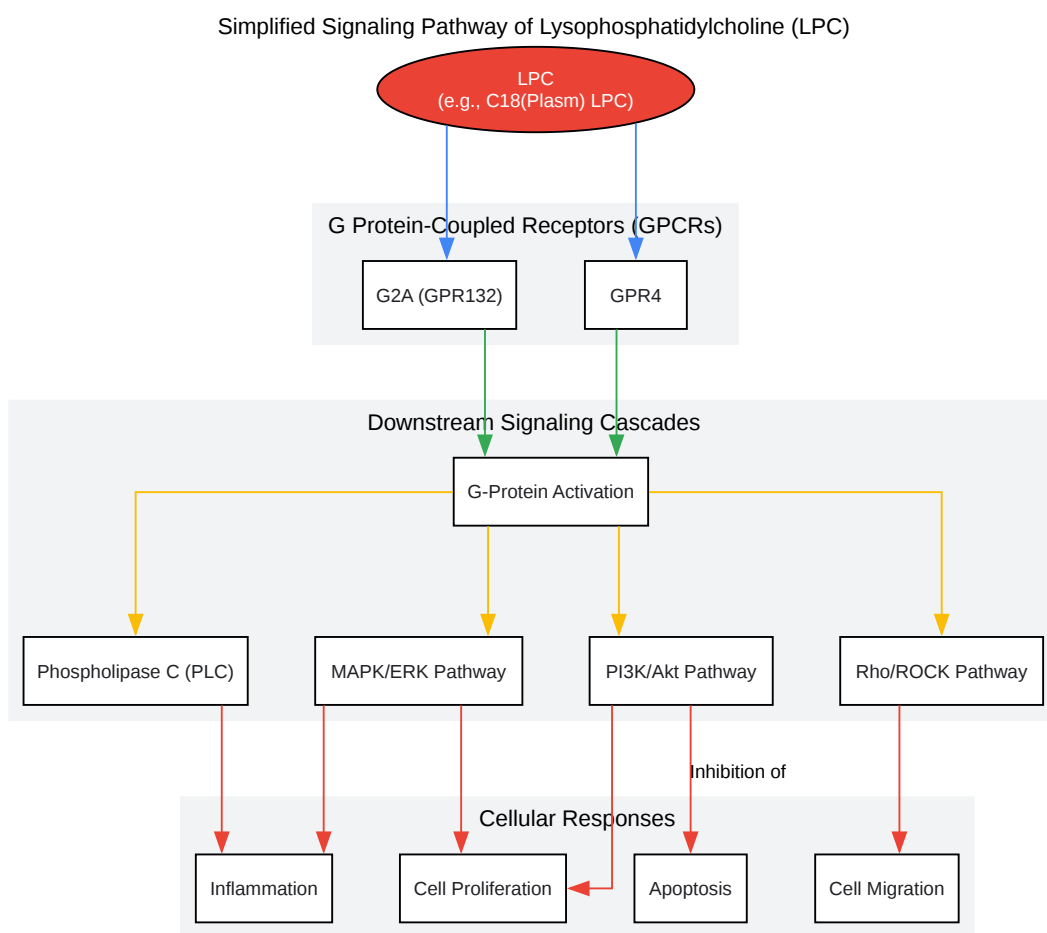 Simplified Signaling Pathway of Lysophosphatidylcholine (LPC)
LPC
(e.g., C18(Plasm) LPC)
G Protein-Coupled Receptors (GPCRs)
G2A (GPR132)
GPR4
Downstream Signaling Cascades
G-Protein Activation
Phospholipase C (PLC)
MAPK/ERK Pathway
PI3K/Akt Pathway
Rho/ROCK Pathway
Inhibition of
Cellular Responses
Inflammation
Cell Proliferation
Apoptosis
Cell Migration